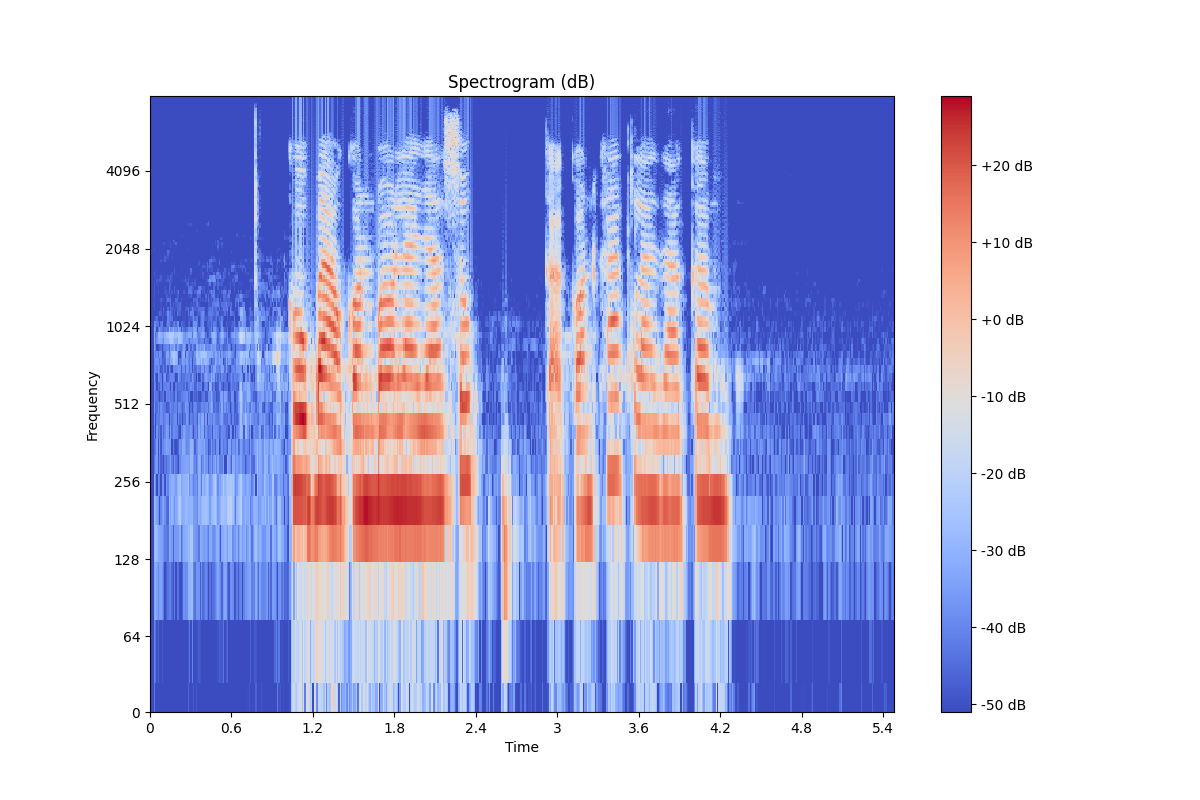 Spectrogram (dB)
Frequency
4096
2048
1024
512
256
128
64
0
0 0.6 1.2 1.8 2.4 3 3.6 4.2 4.8 5.4
Time
+20 dB
+10 dB
+0 dB
-10 dB
-20 dB
-30 dB
-40 dB
-50 dB